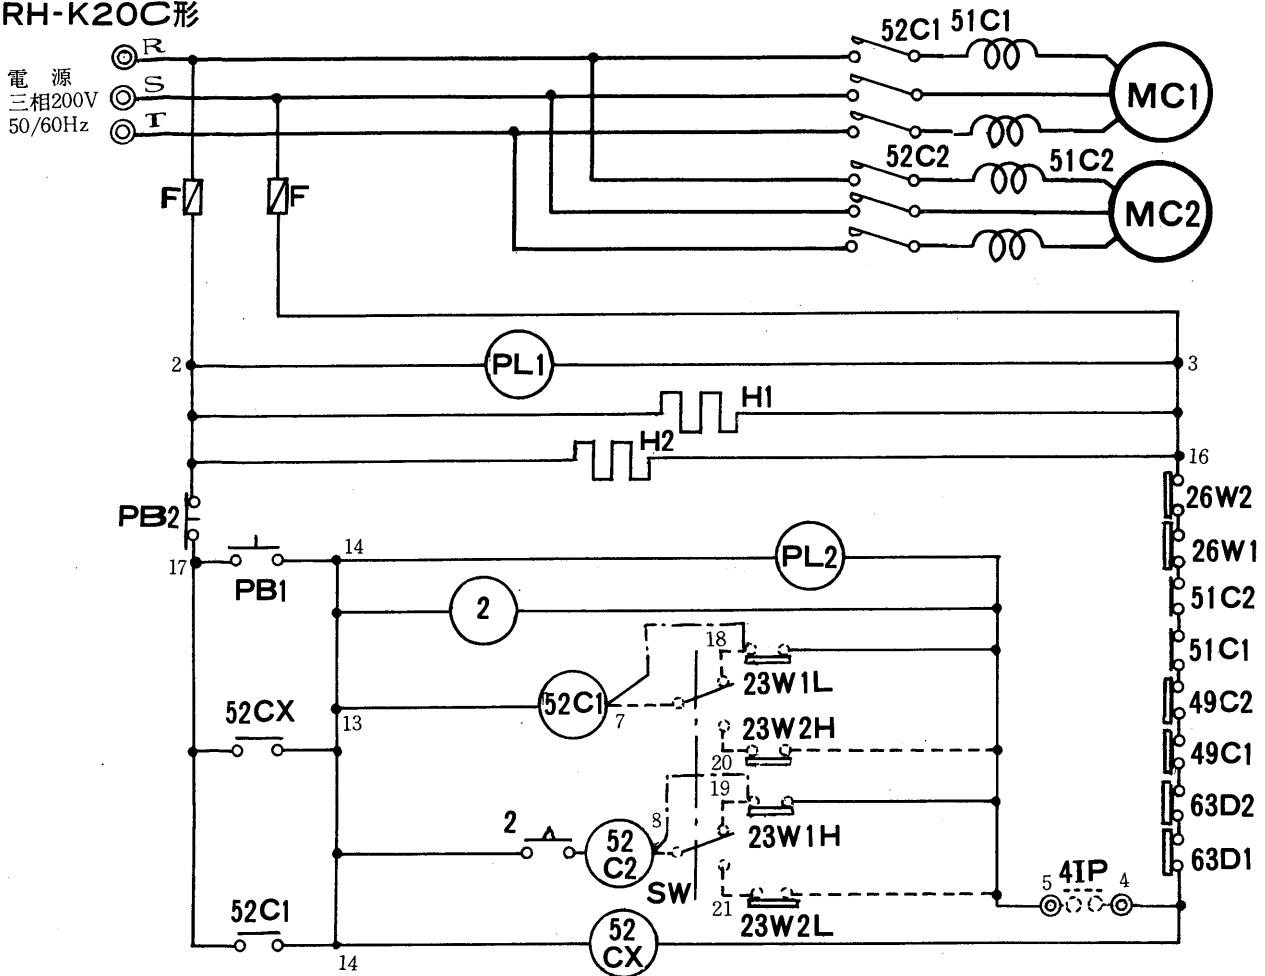 RH-K20C形
R
電源
三相200V
50/60Hz
S
T
52C1
51C1
MC1
52C2
51C2
MC2
F
F
2
PL1
3
H1
H2
16
PB2
26W2
26W1
17
PB1
14
PL2
51C2
2
51C1
18
52C1
7
23W1L
52CX
13
49C2
23W2H
20
49C1
19
63D2
2
8
52
C2
23W1H
63D1
SW
21
23W2L
5
4IP
4
52C1
14
52
CX